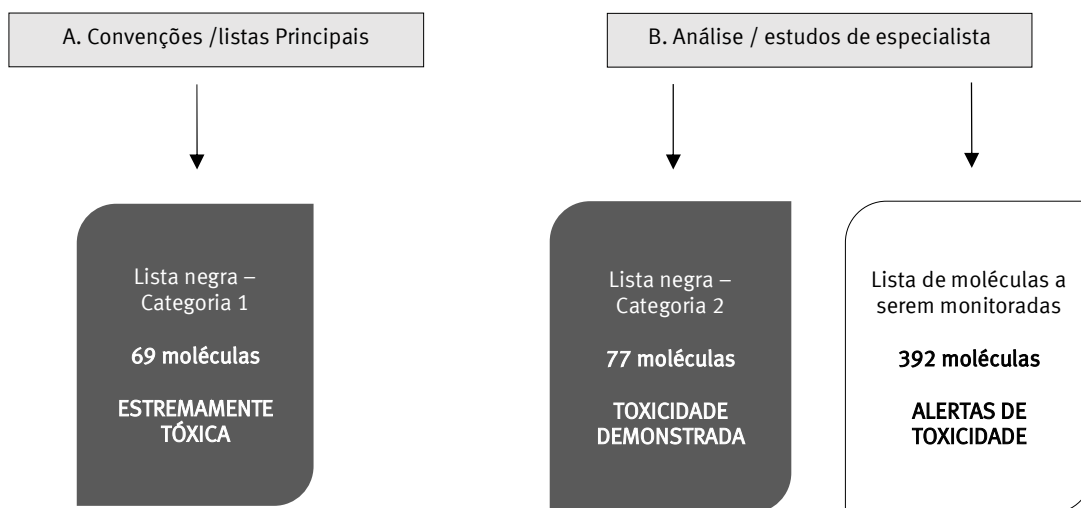 A. Convenções /listas Principais
B. Análise / estudos de especialista
Lista negra –
Categoria 1
69 moléculas
ESTREMAMENTE
TÓXICA
Lista negra –
Categoria 2
77 moléculas
TOXICIDADE
DEMONSTRADA
Lista de moléculas a
serem monitoradas
392 moléculas
ALERTAS DE
TOXICIDADE